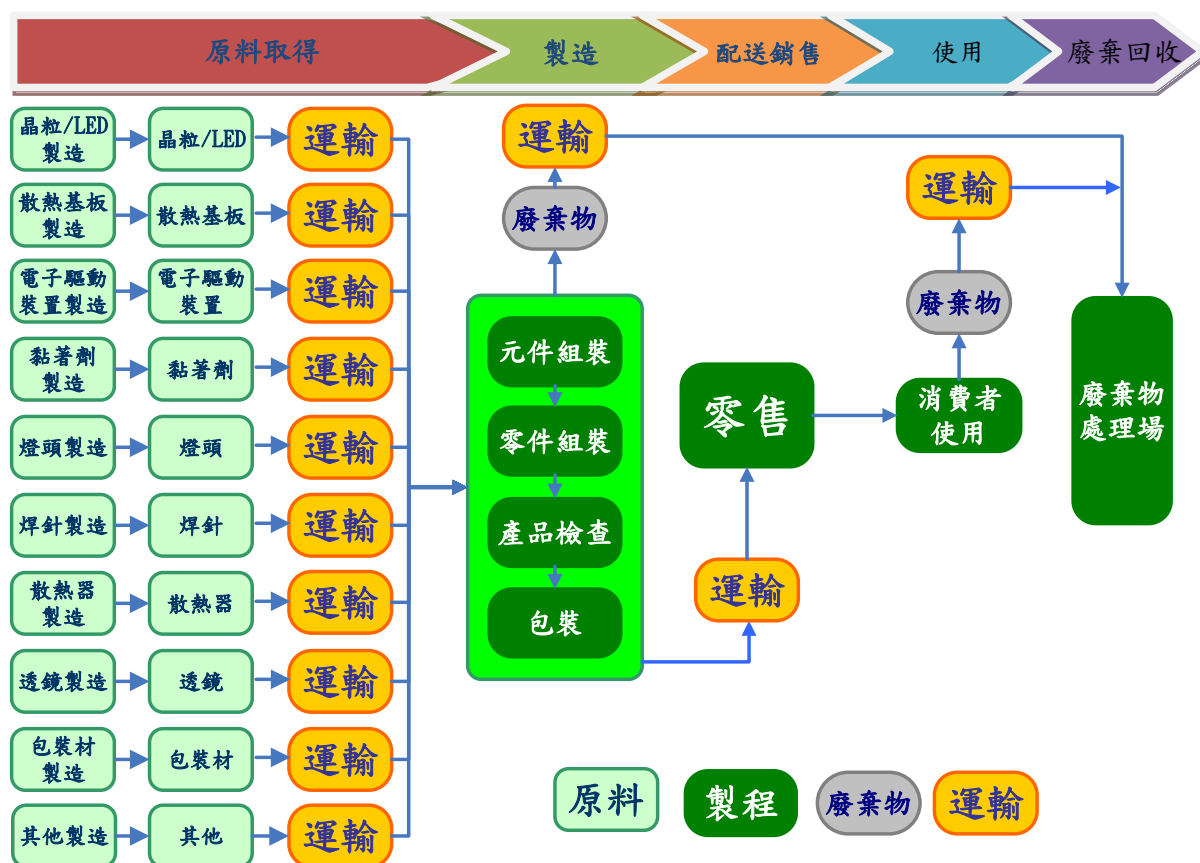 原料取得
製造
配送銷售
使用
廢棄回收
晶粒/LED
製造
晶粒/LED
運輸
散熱基板
製造
散熱基板
運輸
電子驅動
裝置製造
電子驅動
裝置
運輸
黏著劑
製造
黏著劑
運輸
燈頭製造
燈頭
運輸
焊針製造
焊針
運輸
散熱器
製造
散熱器
運輸
透鏡製造
透鏡
運輸
包裝材
製造
包裝材
運輸
其他製造
其他
運輸
運輸
廢棄物
元件組裝
零件組裝
產品檢查
包裝
零售
運輸
運輸
廢棄物
消費者
使用
廢棄物
處理場
原料
製程
廢棄物
運輸